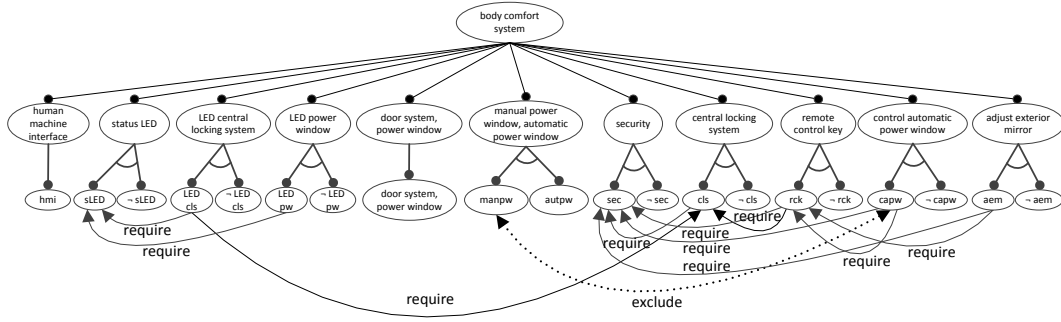 body comfort
system
human
machine
interface
status LED
LED central
locking system
LED power
window
door system,
power window
manual power
window, automatic
power window
security
central locking
system
remote
control key
control automatic
power window
adjust exterior
mirror
hmi
sLED
¬ sLED
LED
cls
¬ LED
cls
LED
pw
¬ LED
pw
door system,
power window
manpw
autpw
sec
¬ sec
cls
¬ cls
rck
¬ rck
capw
¬ capw
aem
¬ aem
require
require
require
require
require
require
require
require
require
require
exclude